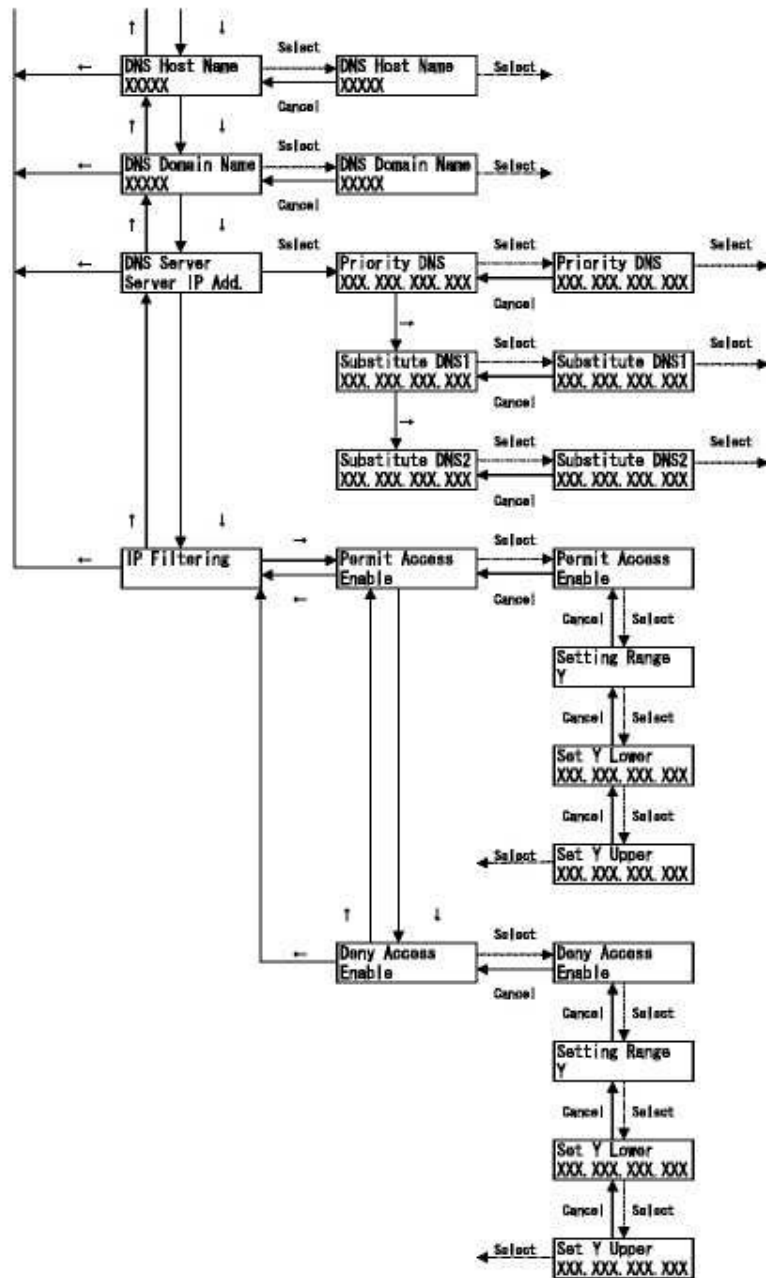 ↑ ↓
Select
DNS Host Name DNS Host Name
← Select
XXXXX XXXXX
Cancel
↑ ↓
Select
DNS Domain Name DNS Domain Name
← Select
XXXXX XXXXX
Cancel
↑ ↓ Select Select Select
DNS Server Priority DNS Priority DNS
←
Server IP Add. XXX.XXX.XXX.XXX XXX.XXX.XXX.XXX
Cancel
→
Select Select
Substitute DNS1 Substitute DNS1
XXX.XXX.XXX.XXX XXX.XXX.XXX.XXX
Cancel
→
Select Select
Substitute DNS2 Substitute DNS2
XXX.XXX.XXX.XXX XXX.XXX.XXX.XXX
Cancel
↑ ↓
→ Select
IP Filtering Permit Access Permit Access
←
Enable Enable
← Cancel
Cancel Select
Setting Range
Y
Cancel Select
Set Y Lower
XXX.XXX.XXX.XXX
Cancel Select
Select Set Y Upper
XXX.XXX.XXX.XXX
↑ ↓
Select
← Deny Access Deny Access
Enable Enable
Cancel
Cancel Select
Setting Range
Y
Cancel Select
Set Y Lower
XXX.XXX.XXX.XXX
Cancel Select
Select Set Y Upper
XXX.XXX.XXX.XXX